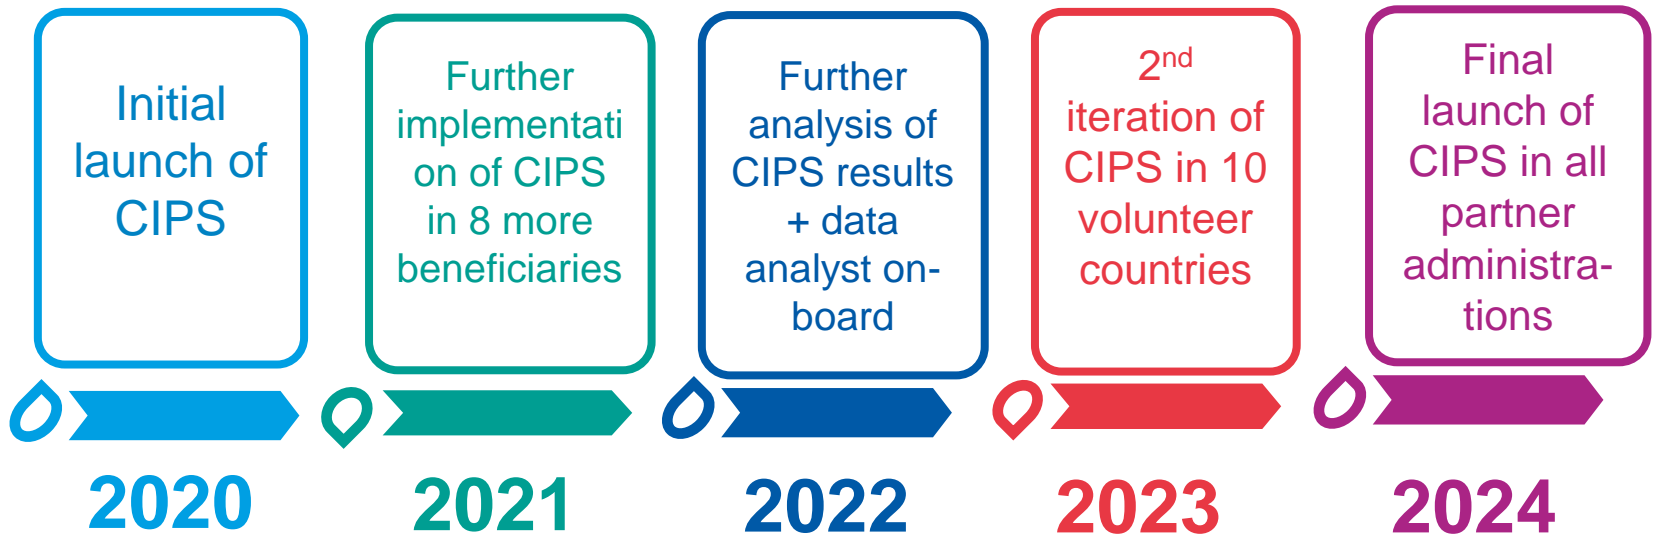 Initial
launch of
CIPS
Further
implementati
on of CIPS
in 8 more
beneficiaries
Further
analysis of
CIPS results
+ data
analyst on-
board
2nd
iteration of
CIPS in 10
volunteer
countries
Final
launch of
CIPS in all
partner
administra-
tions
2020
2021
2022
2023
2024